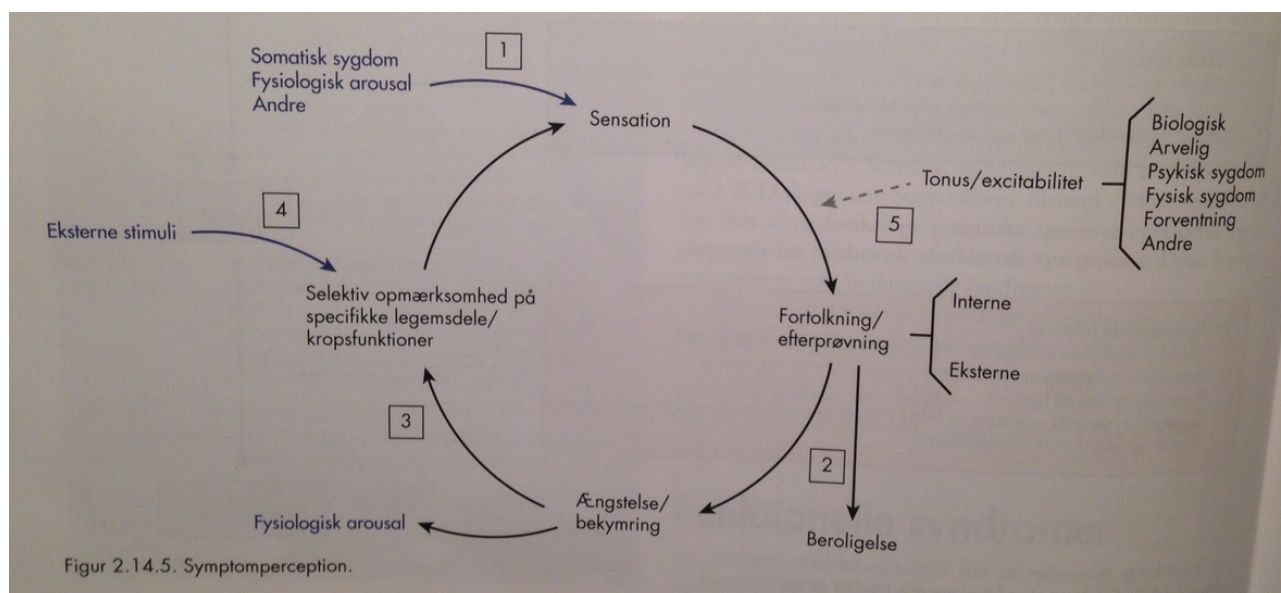 1
Somatisk sygdom
Fysiologisk arousal
Andre
Sensation
Biologisk
Arvelig
Psykisk sygdom
Fysisk sygdom
Forventning
Andre
Tonus/excitabilitet
5
4
Eksterne stimuli
Selektiv opmærksomhed på
specifikke legemsdele/
kropsfunktioner
Fortolkning/
efterprøvning
Interne
Eksterne
3
2
Ængstelse/
bekymring
Fysiologisk arousal
Beroligelse
Funktionelle syndromer
Figur 2.14.5. Symptomperception.